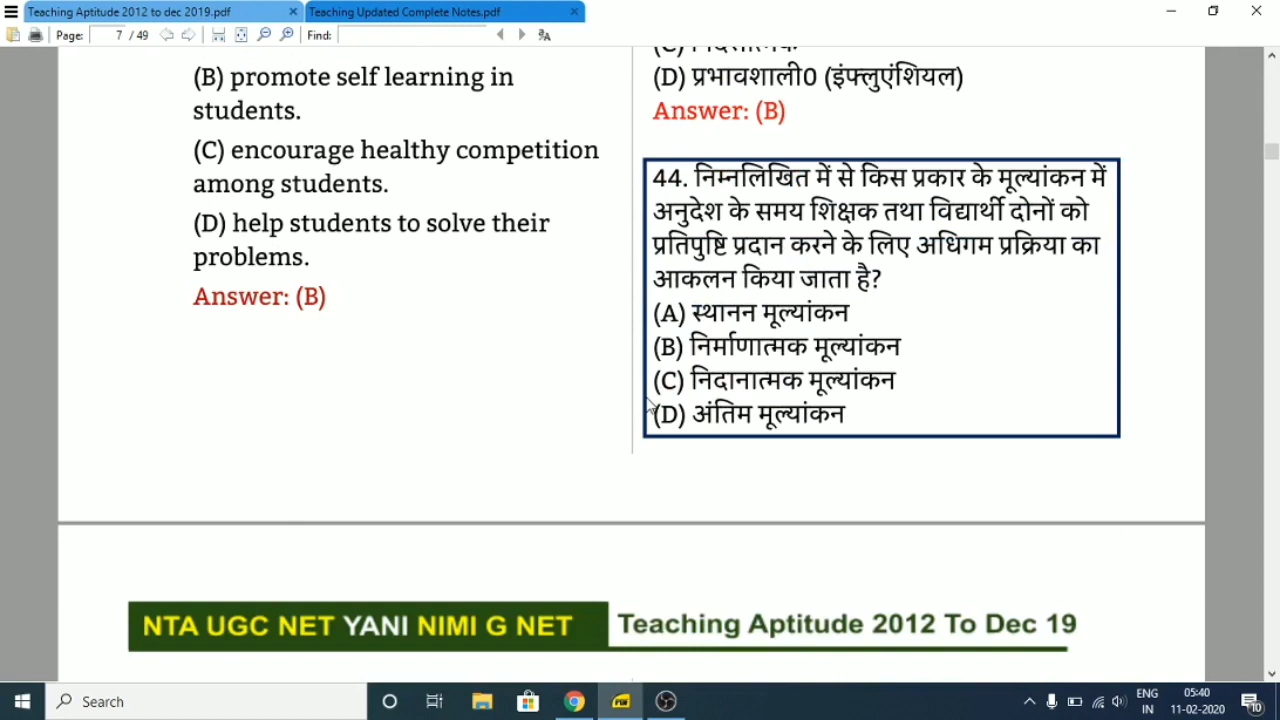 Teaching Aptitude 2012 to dec 2019.pdf
Teaching Updated Complete Notes.pdf
Page: 7 / 49
Find:
(B) promote self learning in
students.
(C) encourage healthy competition
among students.
(D) help students to solve their
problems.
Answer: (B)
(D) प्रभावशाली0 (इंफ्लुएंशियल)
Answer: (B)
44. निम्नलिखित में से किस प्रकार के मूल्यांकन में
अनुदेश के समय शिक्षक तथा विद्यार्थी दोनों को
प्रतिपुष्टि प्रदान करने के लिए अधिगम प्रक्रिया का
आकलन किया जाता है?
(A) स्थानन मूल्यांकन
(B) निर्माणात्मक मूल्यांकन
(C) निदानात्मक मूल्यांकन
(D) अंतिम मूल्यांकन
NTA UGC NET YANI NIMI G NET
Teaching Aptitude 2012 To Dec 19
Search
ENG
IN
05:40
11-02-2020
10